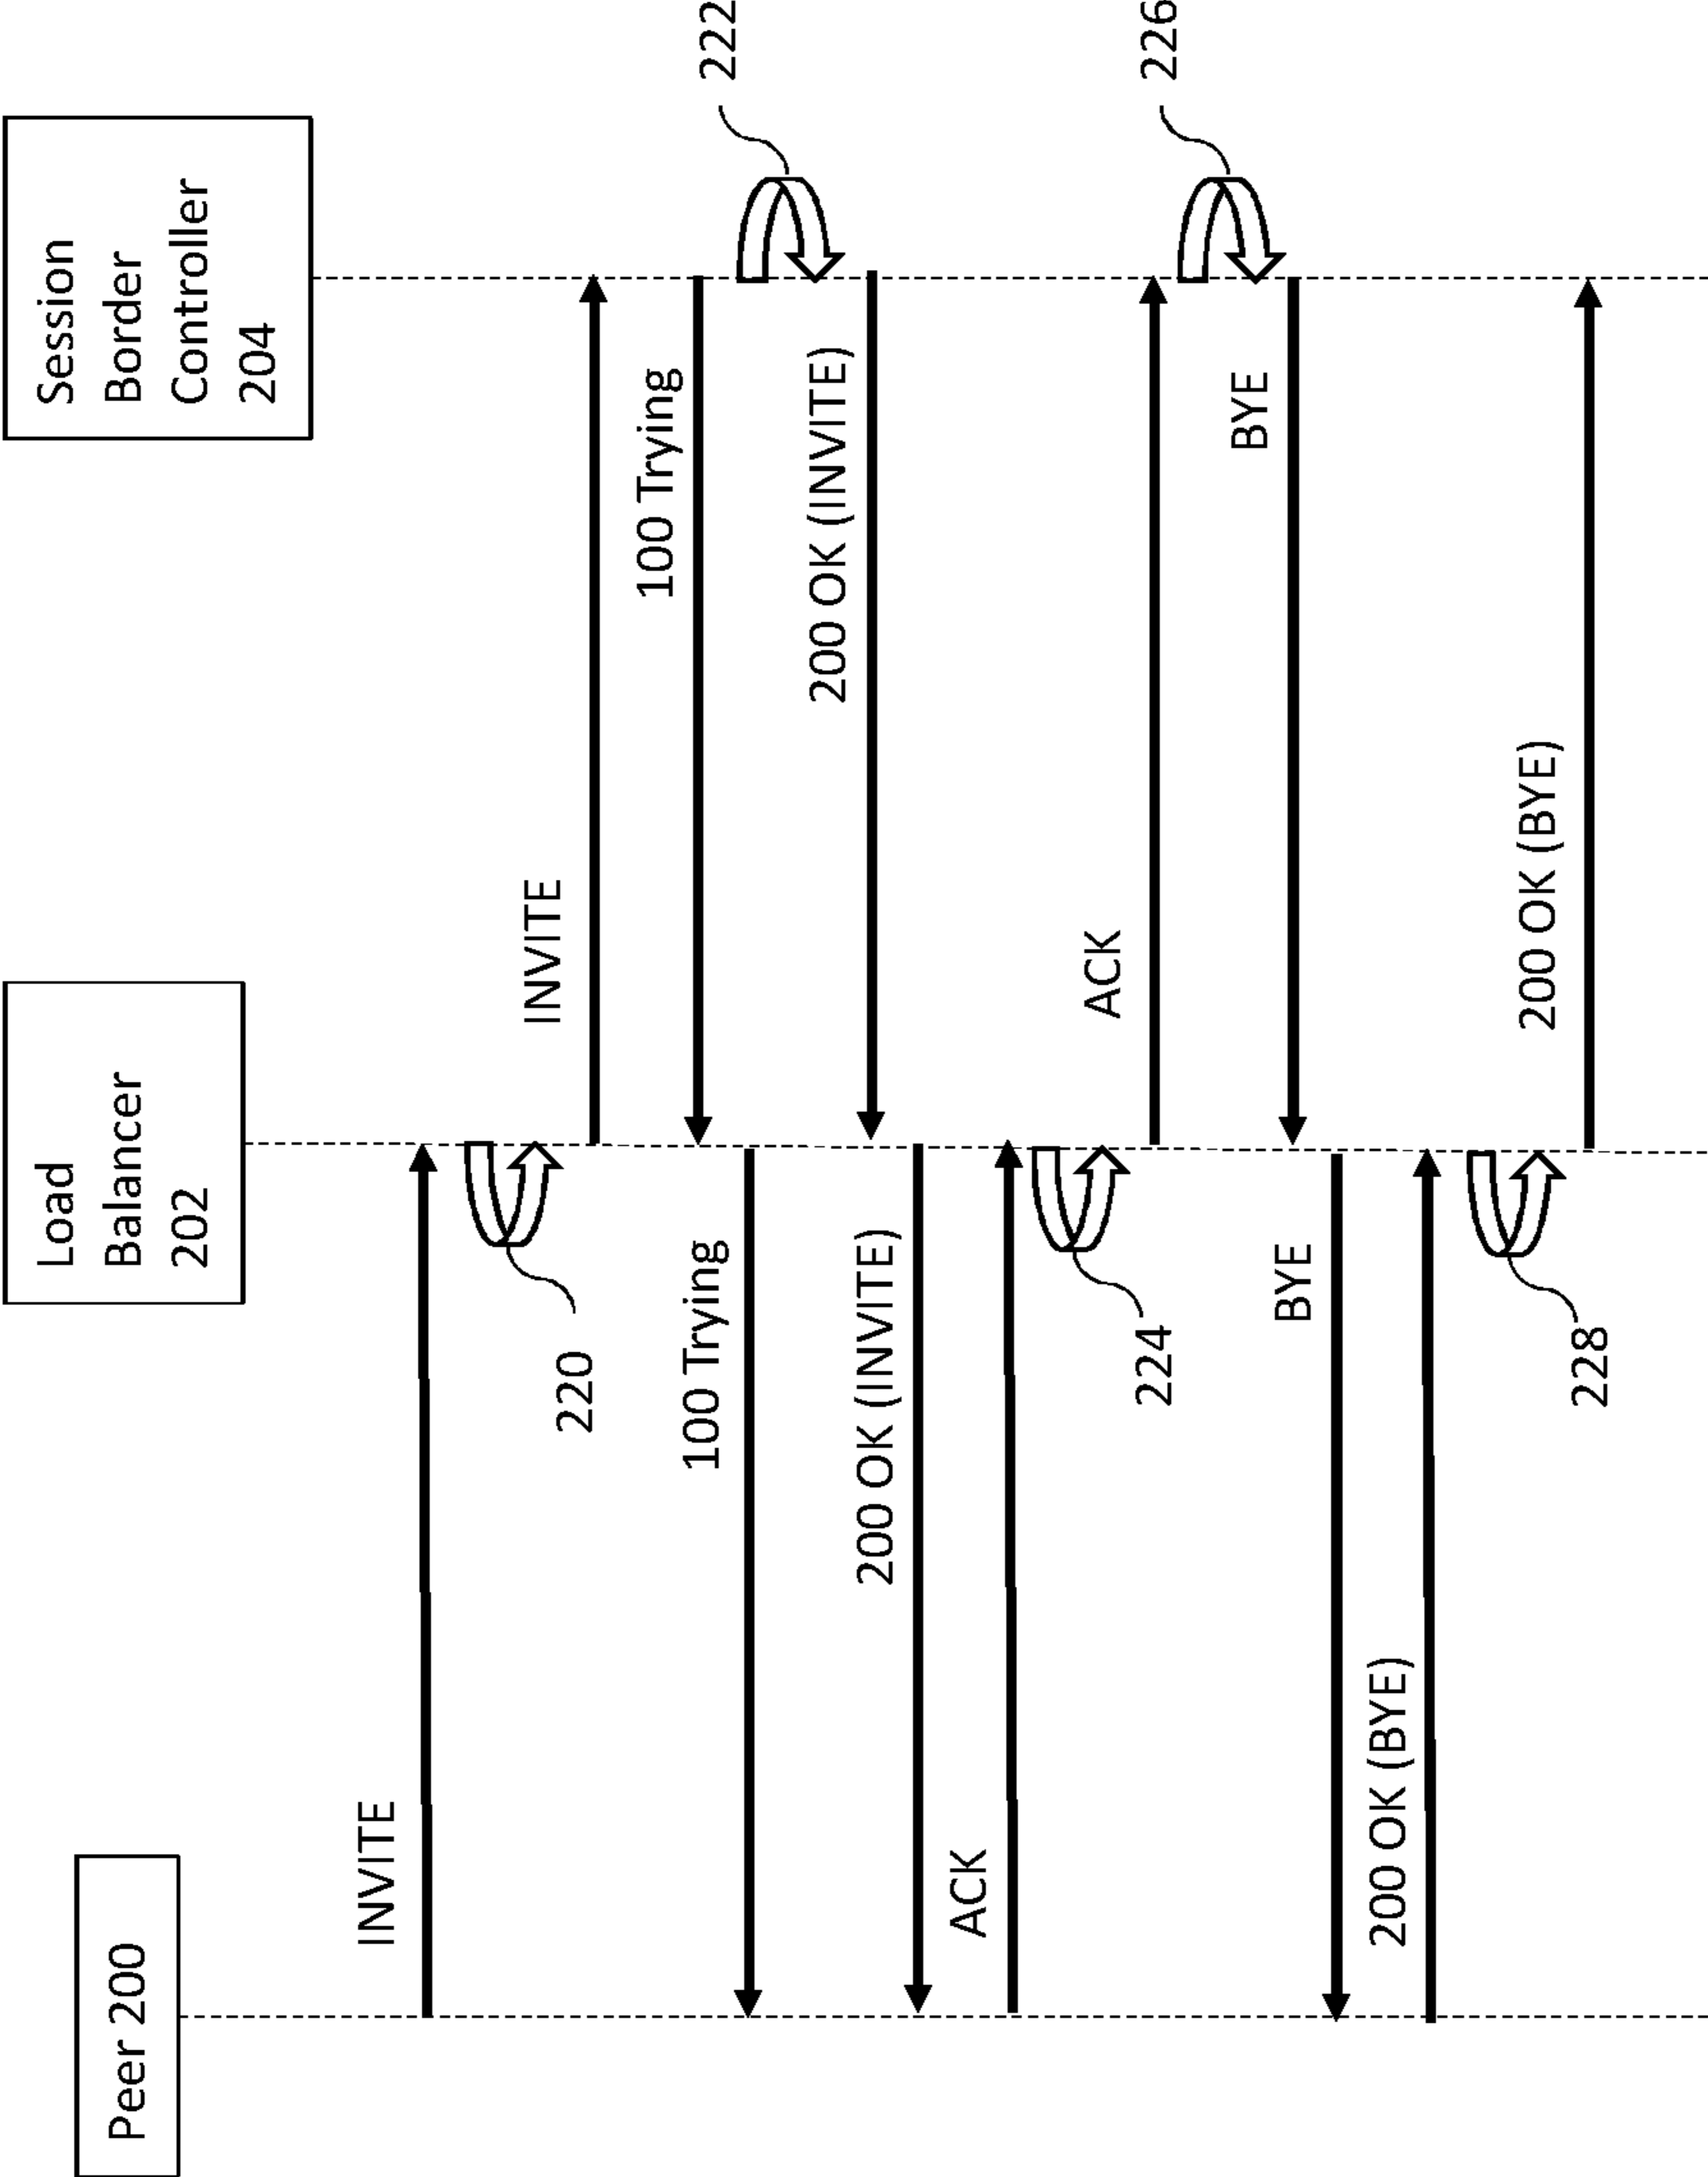 Peer 200
Load
Balancer
202
Session
Border
Controller
204
INVITE
220
INVITE
100 Trying
100 Trying
222
200 OK (INVITE)
200 OK (INVITE)
ACK
224
ACK
226
BYE
BYE
200 OK (BYE)
228
200 OK (BYE)